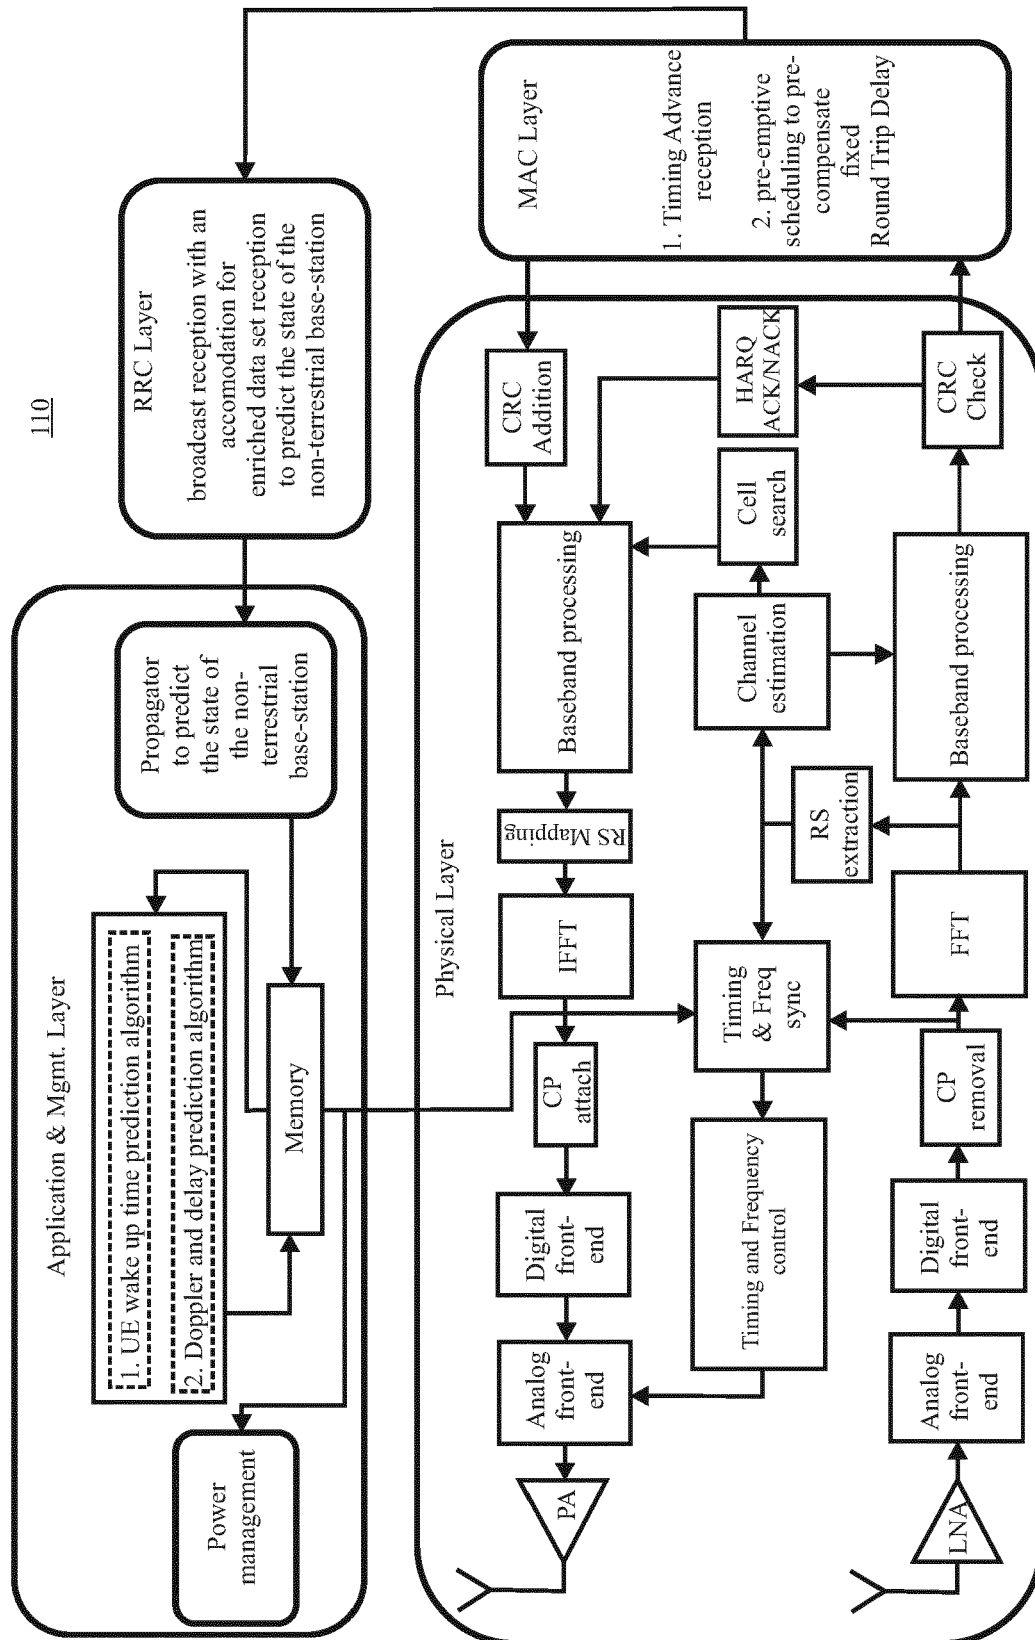 110
Application & Mgmt. Layer
Power
management
1. UE wake up time prediction algorithm
2. Doppler and delay prediction algorithm
Memory
Propagator
to predict
the state of
the non-
terrestrial
base-station
RRC Layer
broadcast reception with an
accomodation for
enriched data set reception
to predict the state of the
non-terrestrial base-station
MAC Layer
1. Timing Advance
reception
2. pre-emptive
scheduling to pre-
compensate
fixed
Round Trip Delay
Physical Layer
PA
Analog
front-
end
Digital
front-
end
CP
attach
IFFT
RS Mapping
Baseband processing
CRC
Addition
Timing and Frequency
control
Timing
& Freq
sync
Channel
estimation
Cell
search
HARQ
ACK/NACK
RS
extraction
LNA
Analog
front-
end
Digital
front-
end
CP
removal
FFT
Baseband processing
CRC
Check